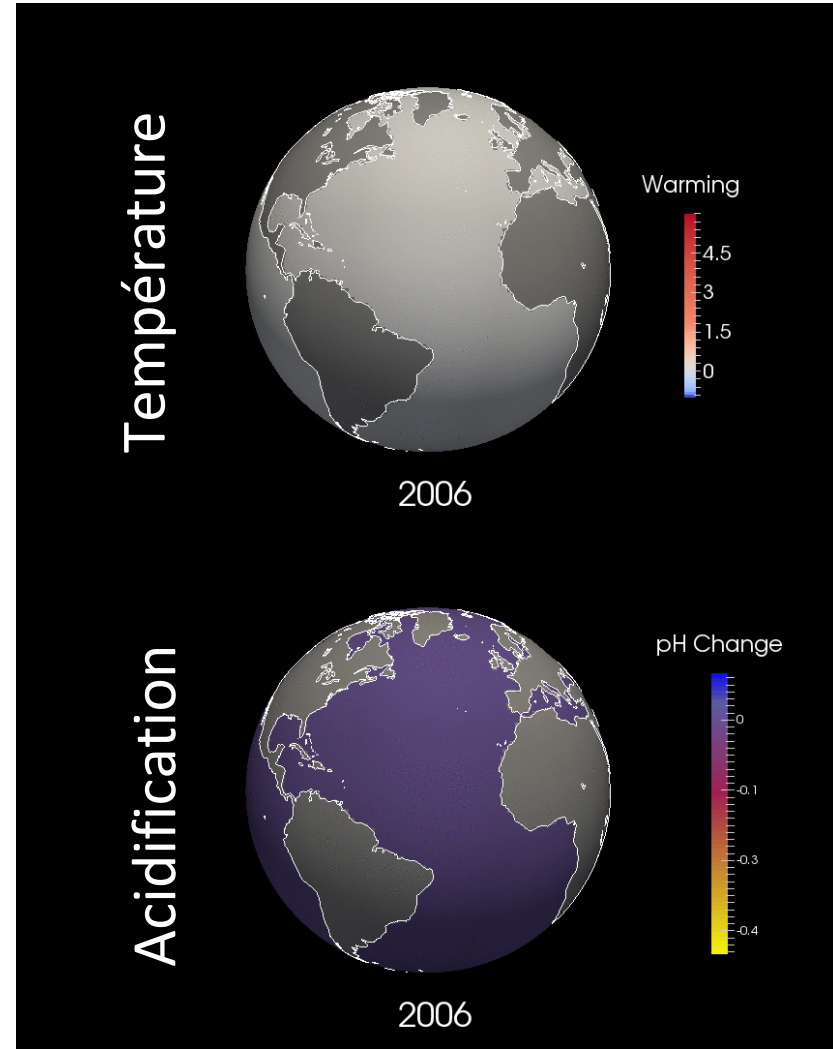 Température
Warming
4.5
3
1.5
0
2006
Acidification
pH Change
0
-0.1
-0.3
-0.4
2006